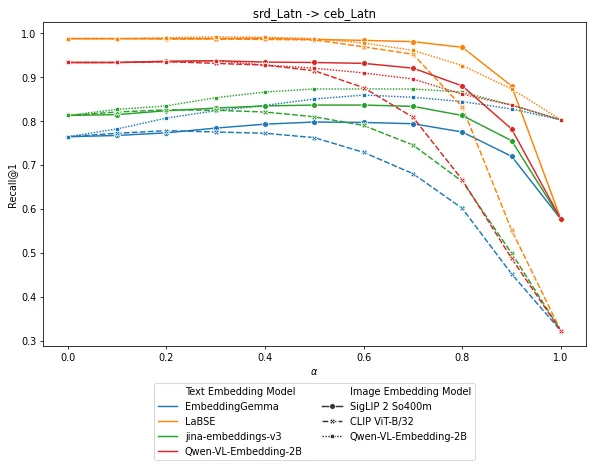 srd_Latn -> ceb_Latn
1.0
0.9
0.8
0.7
0.6
0.5
0.4
0.3
Recall@1
0.0 0.2 0.4 0.6 0.8 1.0
α
Text Embedding Model Image Embedding Model
EmbeddingGemma SigLIP 2 So400m
LaBSE CLIP ViT-B/32
jina-embeddings-v3 Qwen-VL-Embedding-2B
Qwen-VL-Embedding-2B